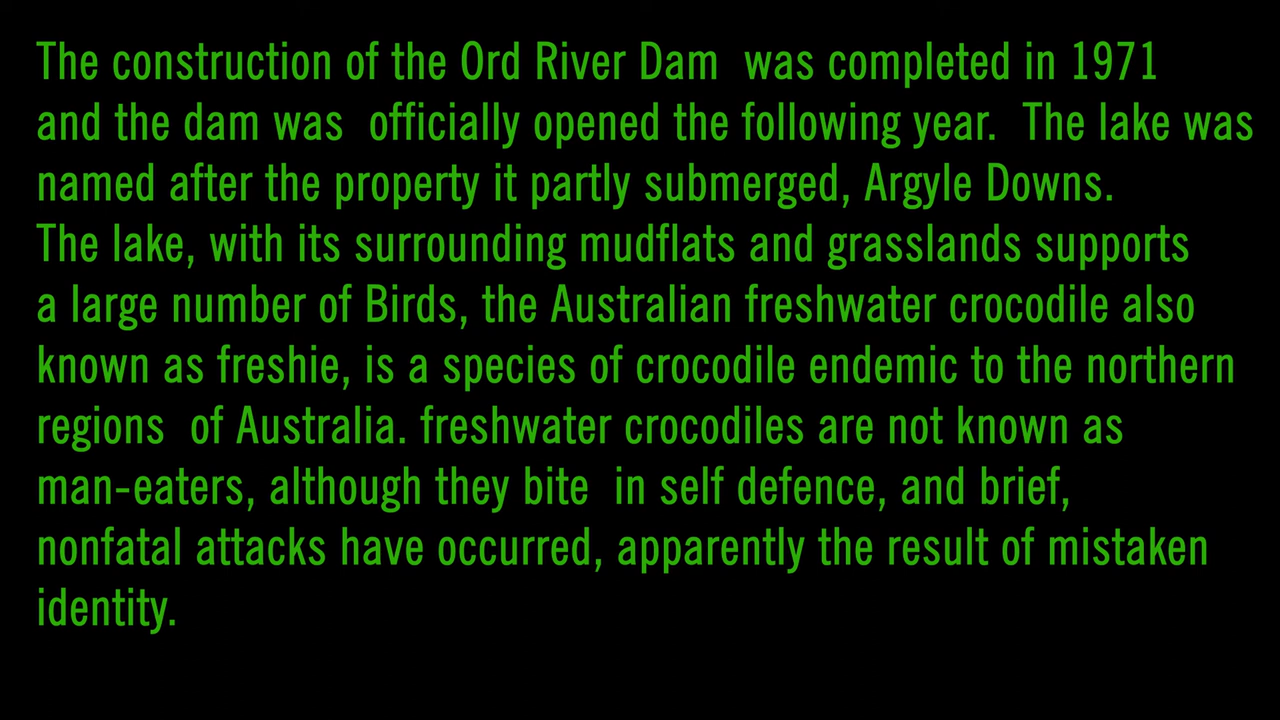 The construction of the Ord River Dam  was completed in 1971
and the dam was  officially opened the following year.  The lake was
named after the property it partly submerged, Argyle Downs.
The lake, with its surrounding mudflats and grasslands supports
a large number of Birds, the Australian freshwater crocodile also
known as freshie, is a species of crocodile endemic to the northern
regions  of Australia. freshwater crocodiles are not known as
man-eaters, although they bite  in self defence, and brief,
nonfatal attacks have occurred, apparently the result of mistaken
identity.